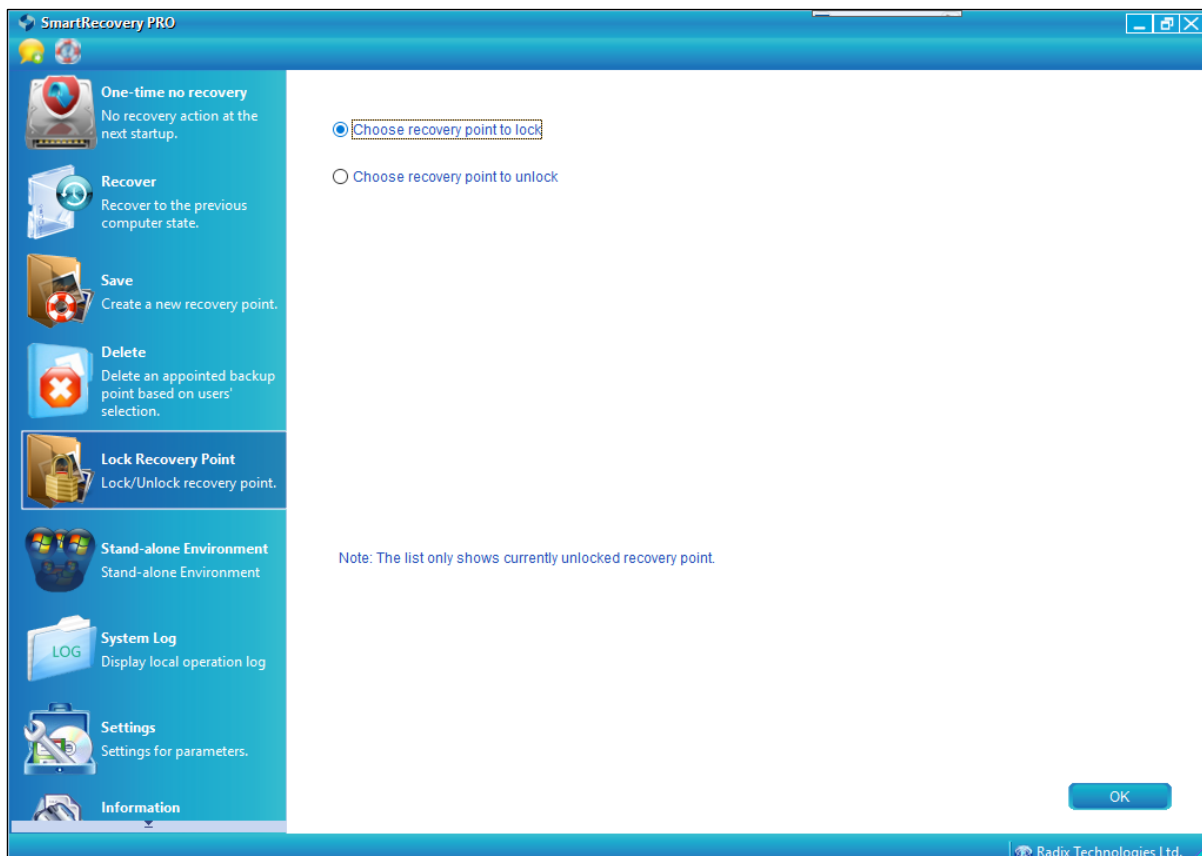 SmartRecovery PRO
One-time no recovery
No recovery action at the
next startup.
Recover
Recover to the previous
computer state.
Save
Create a new recovery point.
Delete
Delete an appointed backup
point based on users'
selection.
Lock Recovery Point
Lock/Unlock recovery point.
Stand-alone Environment
Stand-alone Environment
LOG
System Log
Display local operation log
Settings
Settings for parameters.
Information
Choose recovery point to lock
Choose recovery point to unlock
Note: The list only shows currently unlocked recovery point.
OK
Radix Technologies Ltd.